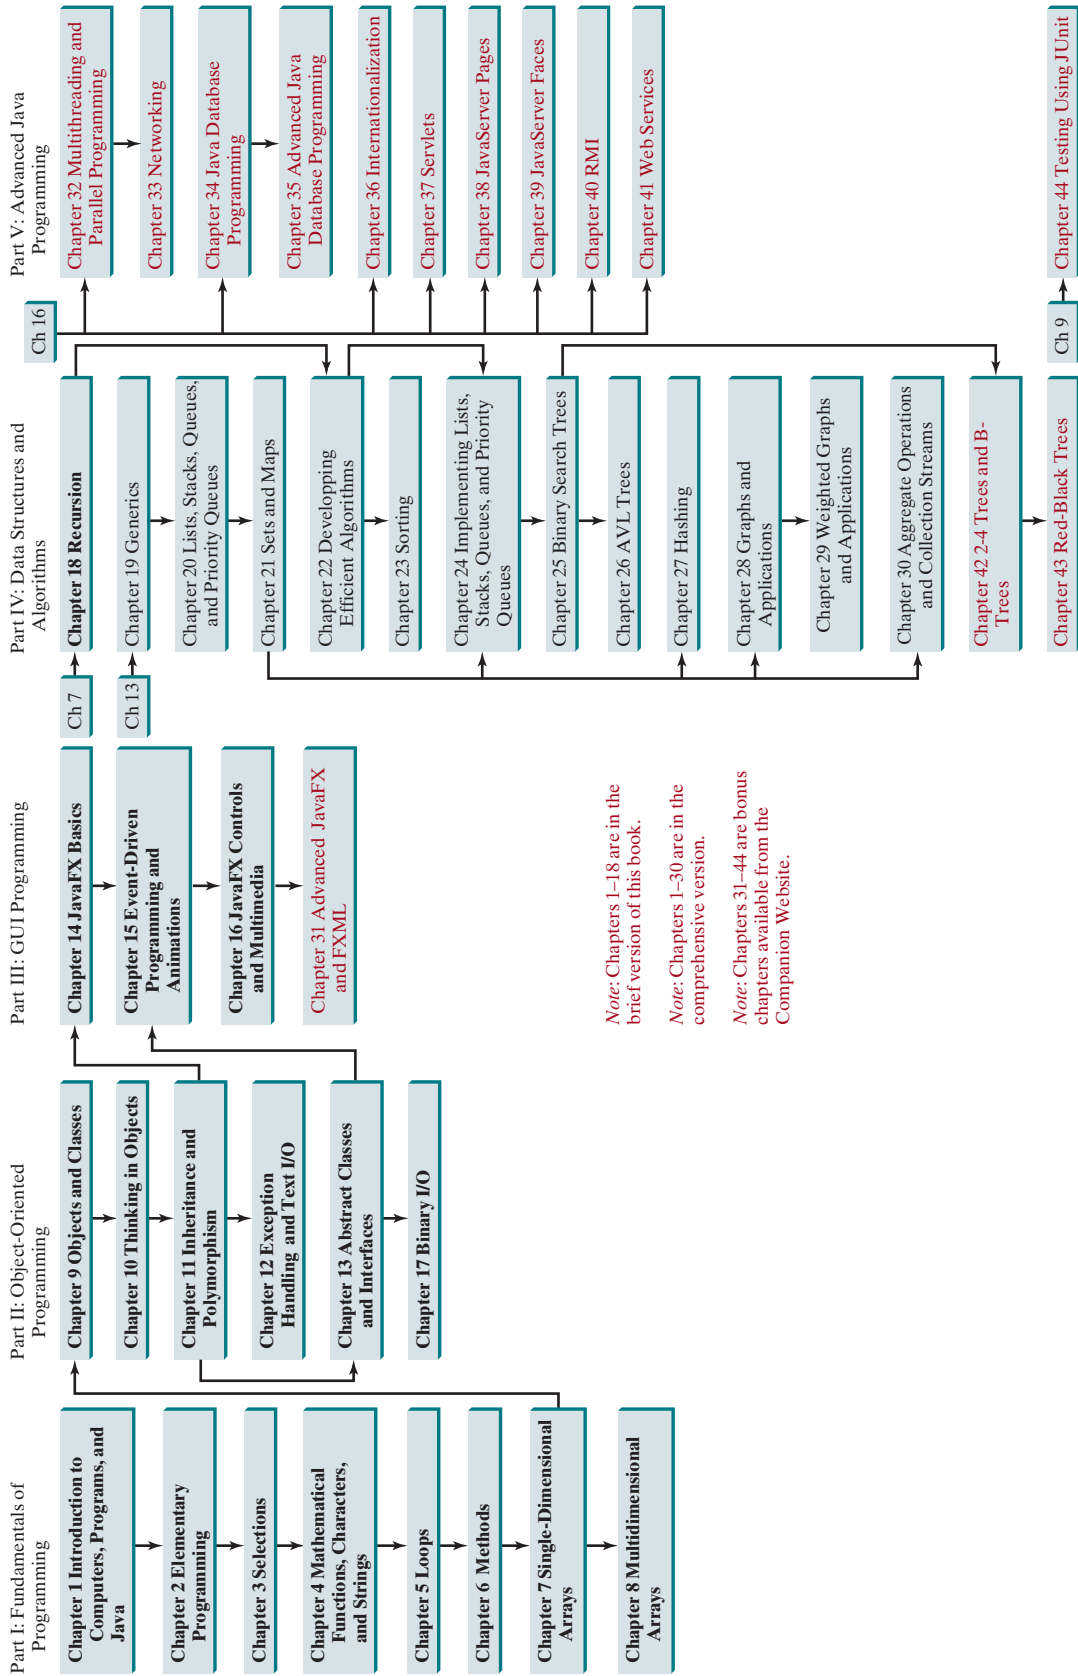 Part I: Fundamentals of
Programming
Chapter 1 Introduction to
Computers, Programs, and
Java
Chapter 2 Elementary
Programming
Chapter 3 Selections
Chapter 4 Mathematical
Functions, Characters,
and Strings
Chapter 5 Loops
Chapter 6 Methods
Chapter 7 Single-Dimensional
Arrays
Chapter 8 Multidimensional
Arrays
Part II: Object-Oriented
Programming
Chapter 9 Objects and Classes
Chapter 10 Thinking in Objects
Chapter 11 Inheritance and
Polymorphism
Chapter 12 Exception
Handling and Text I/O
Chapter 13 Abstract Classes
and Interfaces
Chapter 17 Binary I/O
Part III: GUI Programming
Chapter 14 JavaFX Basics
Chapter 15 Event-Driven
Programming and
Animations
Chapter 16 JavaFX Controls
and Multimedia
Chapter 31 Advanced JavaFX
and FXML
Note: Chapters 1–18 are in the
brief version of this book.
Note: Chapters 1–30 are in the
comprehensive version.
Note: Chapters 31–44 are bonus
chapters available from the
Companion Website.
Part IV: Data Structures and
Algorithms
Ch 7
Chapter 18 Recursion
Ch 13
Chapter 19 Generics
Chapter 20 Lists, Stacks, Queues,
and Priority Queues
Chapter 21 Sets and Maps
Chapter 22 Developping
Efficient Algorithms
Chapter 23 Sorting
Chapter 24 Implementing Lists,
Stacks, Queues, and Priority
Queues
Chapter 25 Binary Search Trees
Chapter 26 AVL Trees
Chapter 27 Hashing
Chapter 28 Graphs and
Applications
Chapter 29 Weighted Graphs
and Applications
Chapter 30 Aggregate Operations
and Collection Streams
Chapter 42 2-4 Trees and B-
Trees
Chapter 43 Red-Black Trees
Part V: Advanced Java
Programming
Ch 16
Chapter 32 Multithreading and
Parallel Programming
Chapter 33 Networking
Chapter 34 Java Database
Programming
Chapter 35 Advanced Java
Database Programming
Chapter 36 Internationalization
Chapter 37 Servlets
Chapter 38 JavaServer Pages
Chapter 39 JavaServer Faces
Chapter 40 RMI
Chapter 41 Web Services
Ch 9
Chapter 44 Testing Using JUnit